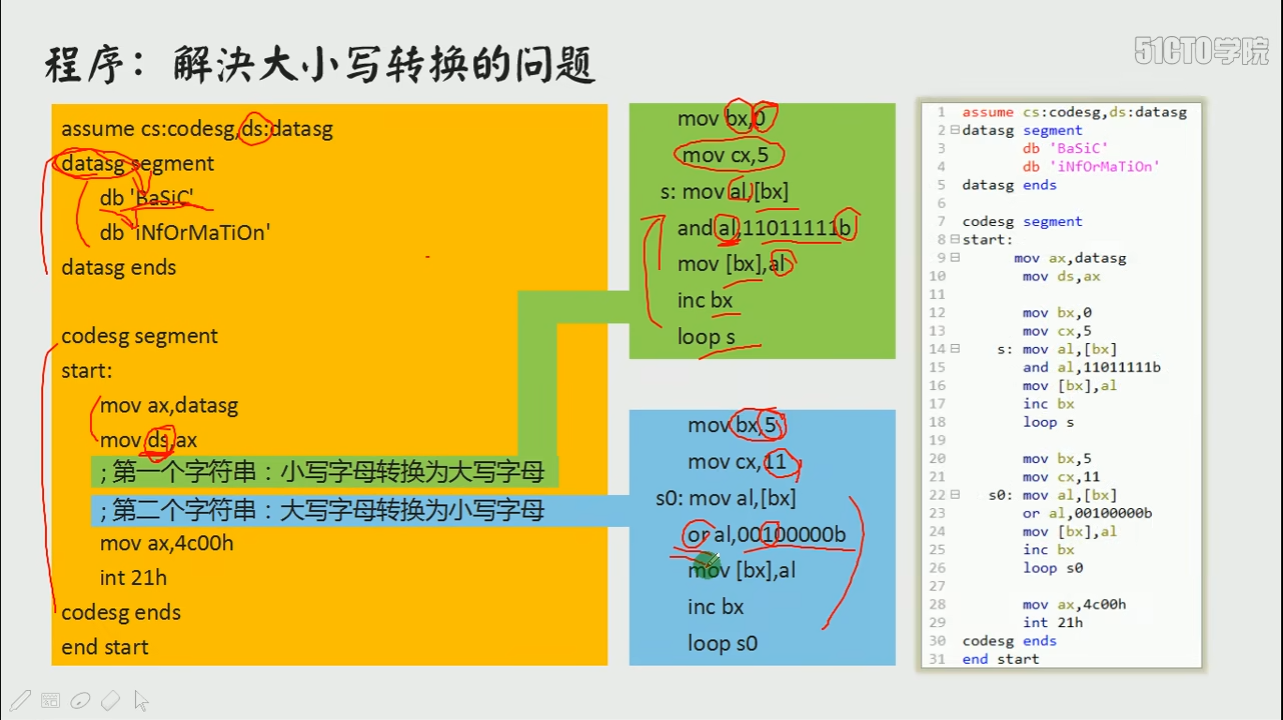 程序：解决大小写转换的问题
51CTO学院
assume cs:codesg,ds:datasg
datasg segment
db 'BaSiC'
db 'iNfOrMaTiOn'
datasg ends
codesg segment
start:
mov ax,datasg
mov ds,ax
; 第一个字符串：小写字母转换为大写字母
; 第二个字符串：大写字母转换为小写字母
mov ax,4c00h
int 21h
codesg ends
end start
mov bx,0
mov cx,5
s: mov al,[bx]
and al,11011111b
mov [bx],al
inc bx
loop s
mov bx,5
mov cx,11
s0: mov al,[bx]
or al,00100000b
mov [bx],al
inc bx
loop s0
1 assume cs:codesg,ds:datasg
2 datasg segment
3 db 'BaSiC'
4 db 'iNfOrMaTiOn'
5 datasg ends
6
7 codesg segment
8 start:
9 mov ax,datasg
10 mov ds,ax
11
12 mov bx,0
13 mov cx,5
14 s: mov al,[bx]
15 and al,11011111b
16 mov [bx],al
17 inc bx
18 loop s
19
20 mov bx,5
21 mov cx,11
22 s0: mov al,[bx]
23 or al,00100000b
24 mov [bx],al
25 inc bx
26 loop s0
27
28 mov ax,4c00h
29 int 21h
30 codesg ends
31 end start